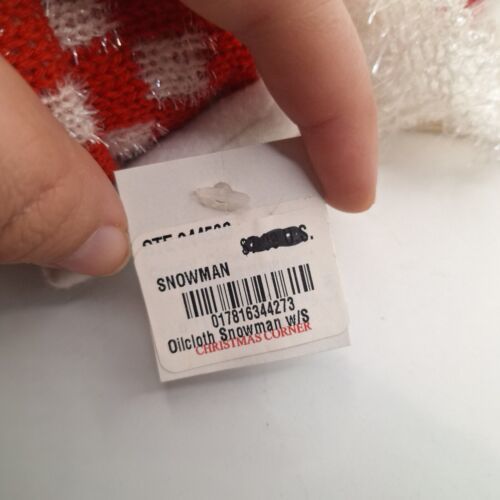 SNOWMAN
017816344273
Oilcloth Snowman w/S
CHRISTMAS CORNER